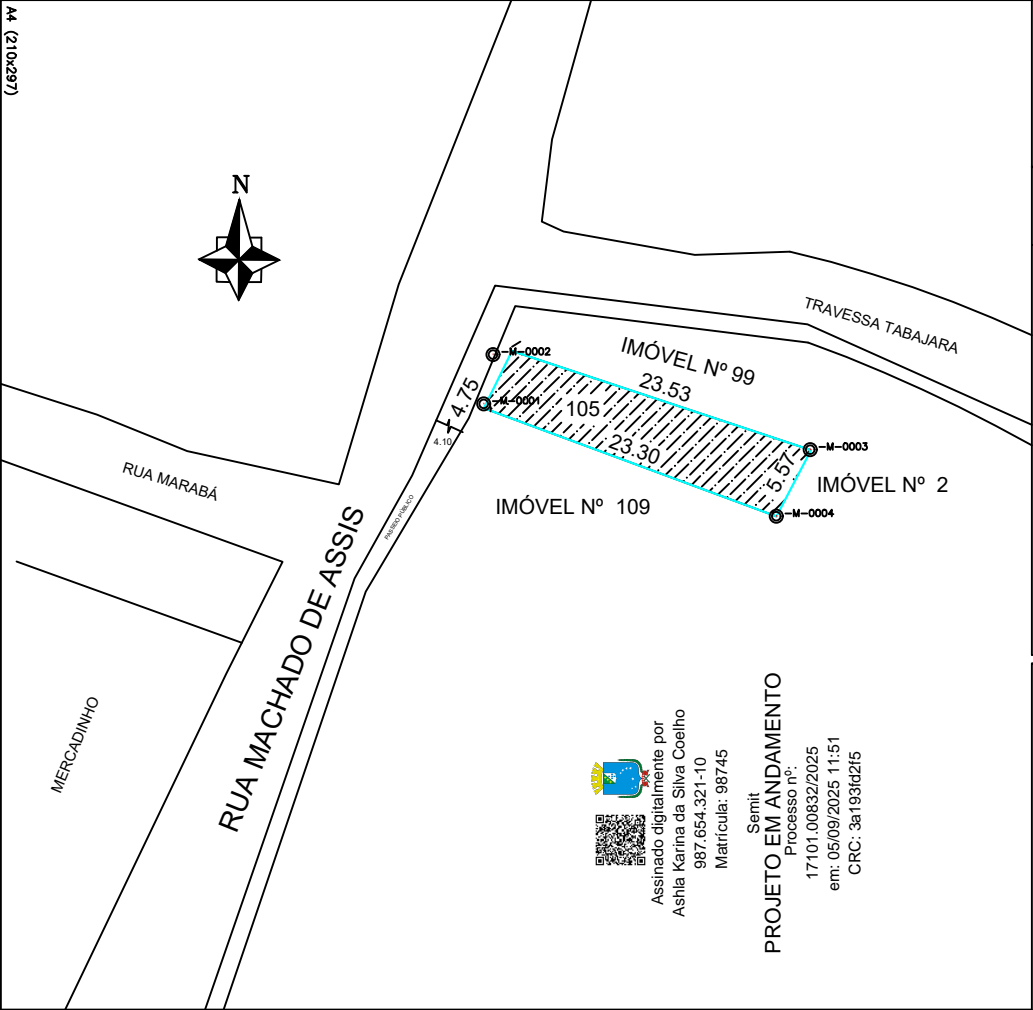 A4 (210x297)
N
TRAVESSA TABAJARA
M-0002
IMÓVEL Nº 99
23.53
4.75
M-0001
105
4.10
23.30
M-0003
5.57
IMÓVEL Nº 2
M-0004
IMÓVEL Nº 109
RUA MARABÁ
PASSEIO PÚBLICO
RUA MACHADO DE ASSIS
MERCADINHO
Assinado digitalmente por
Ashla Karina da Silva Coelho
987.654.321-10
Matrícula: 98745
Semit
PROJETO EM ANDAMENTO
Processo nº:
17101.00832/2025
em: 05/09/2025 11:51
CRC: 3a193fd2f5